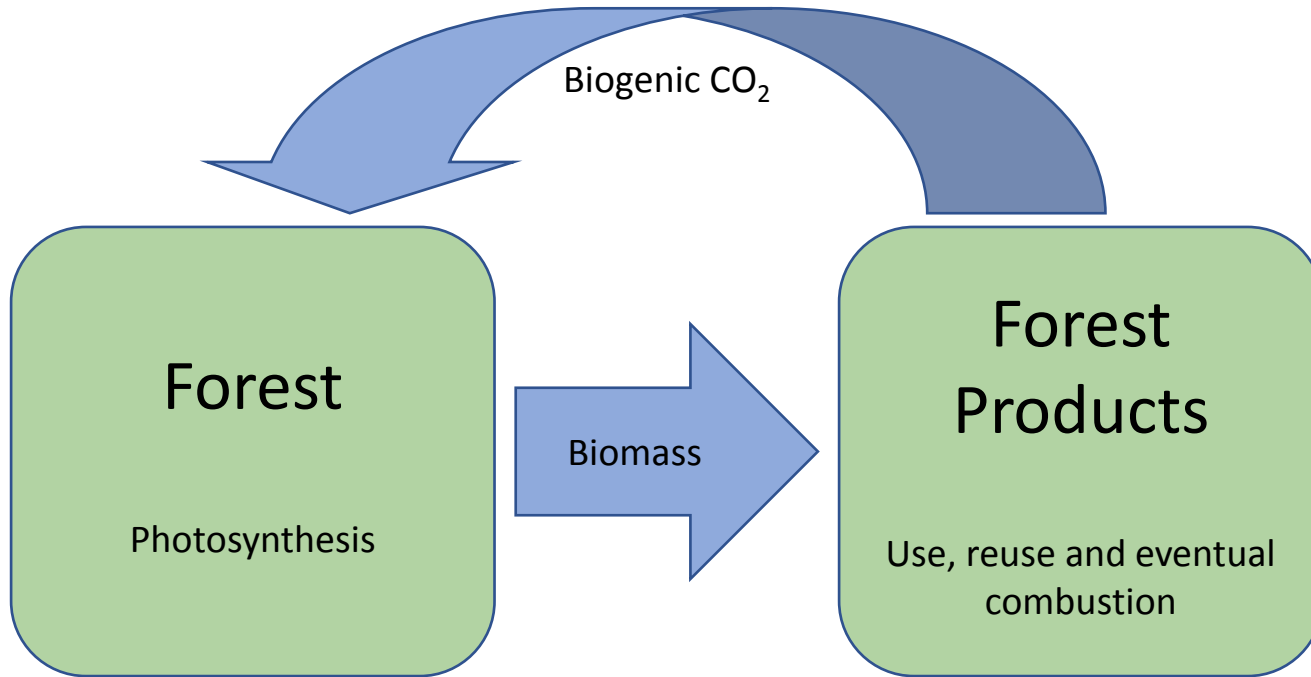 Biogenic CO₂
Forest
Photosynthesis
Biomass
Forest
Products
Use, reuse and eventual
combustion